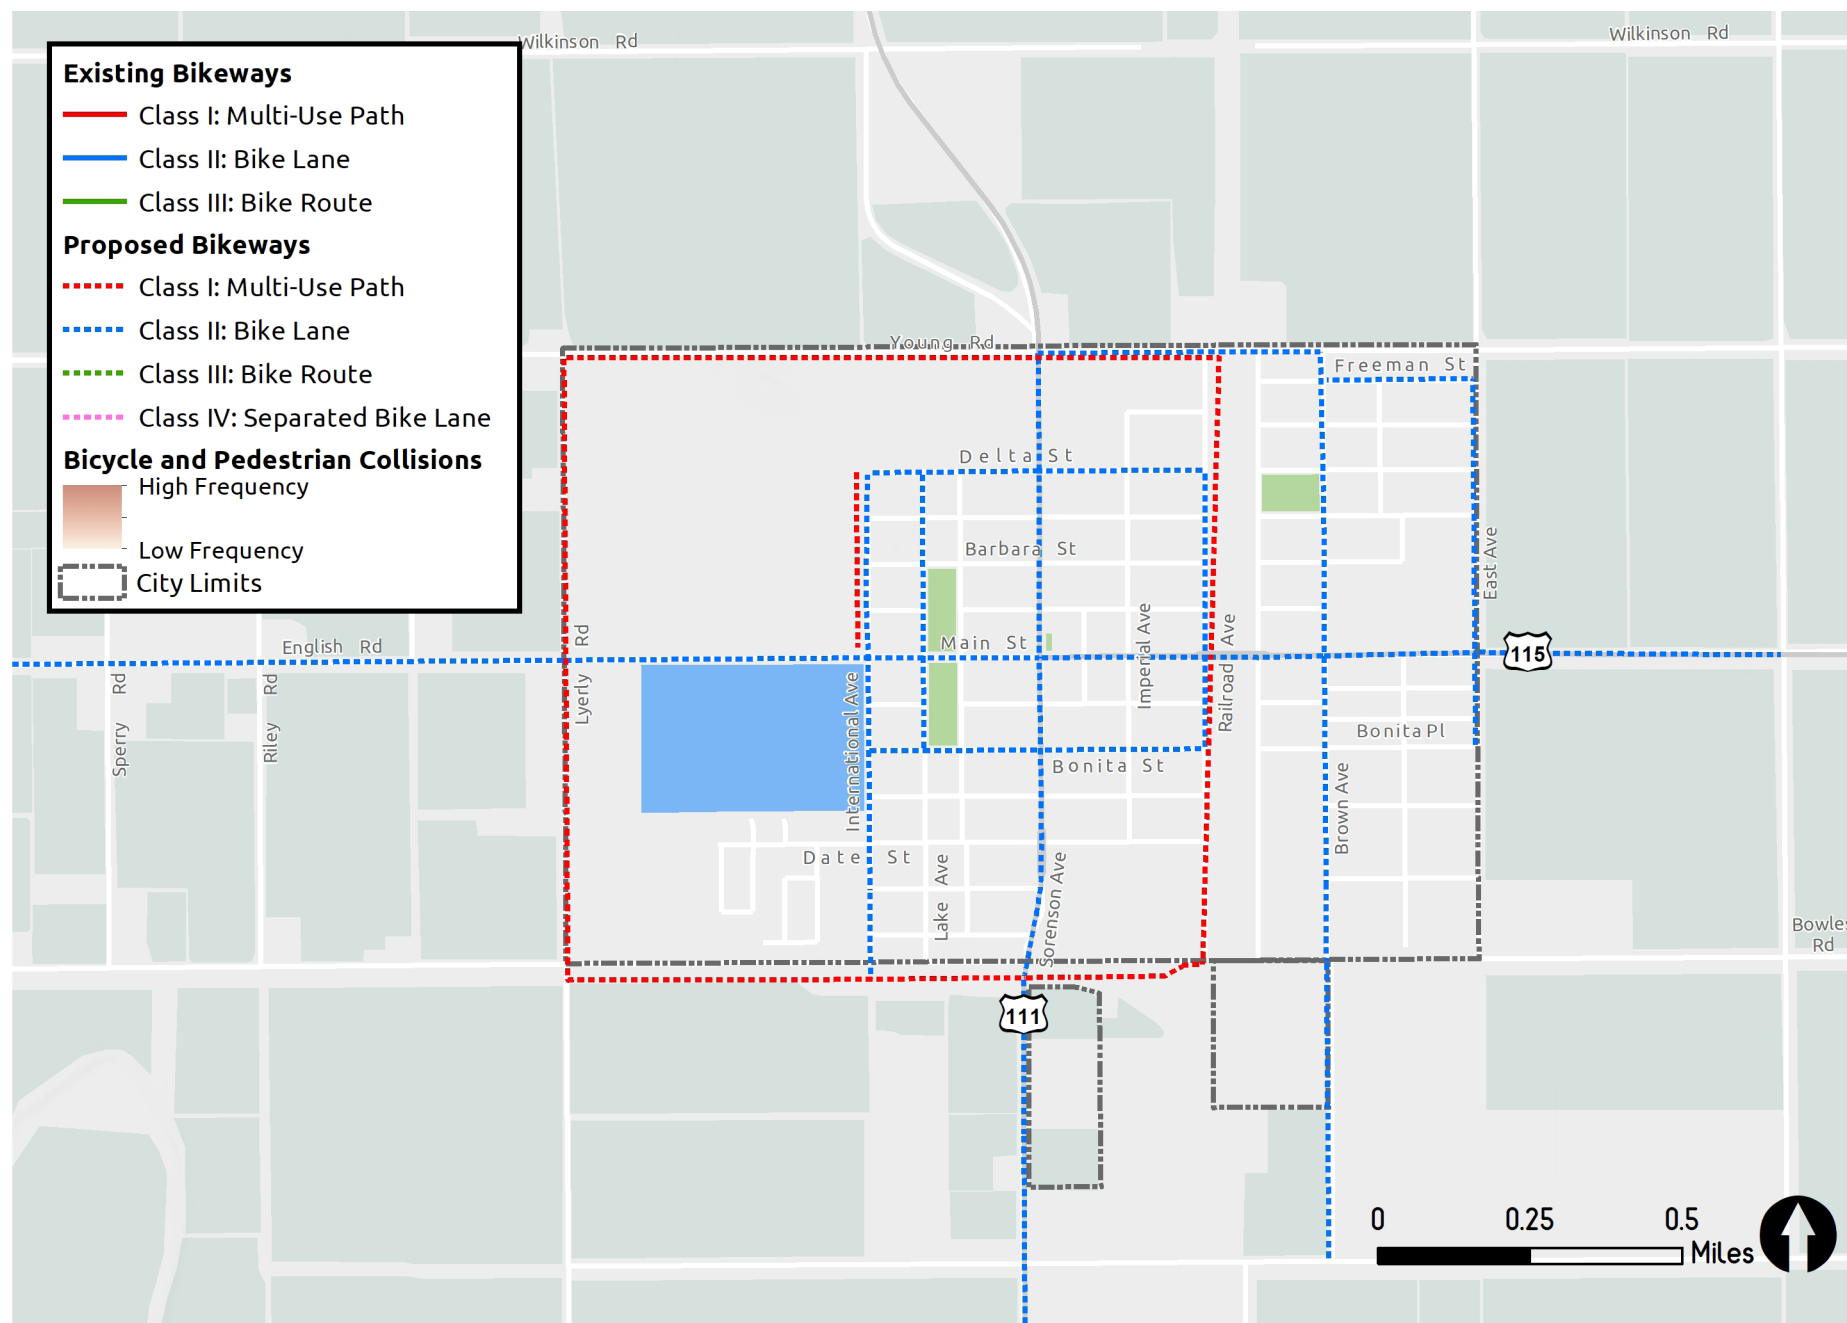 Wilkinson Rd
Wilkinson Rd
Existing Bikeways
Class I: Multi-Use Path
Class II: Bike Lane
Class III: Bike Route
Proposed Bikeways
Class I: Multi-Use Path
Class II: Bike Lane
Class III: Bike Route
Class IV: Separated Bike Lane
Bicycle and Pedestrian Collisions
High Frequency
Low Frequency
City Limits
Young Rd
Freeman St
Delta St
Barbara St
East Ave
English Rd
Lyerly Rd
Main St
Imperial Ave
Railroad Ave
115
Sperry Rd
Riley Rd
International Ave
Bonita Pl
Bonita St
Brown Ave
Date St
Lake Ave
Sorenson Ave
Bowles
Rd
111
0 0.25 0.5
Miles